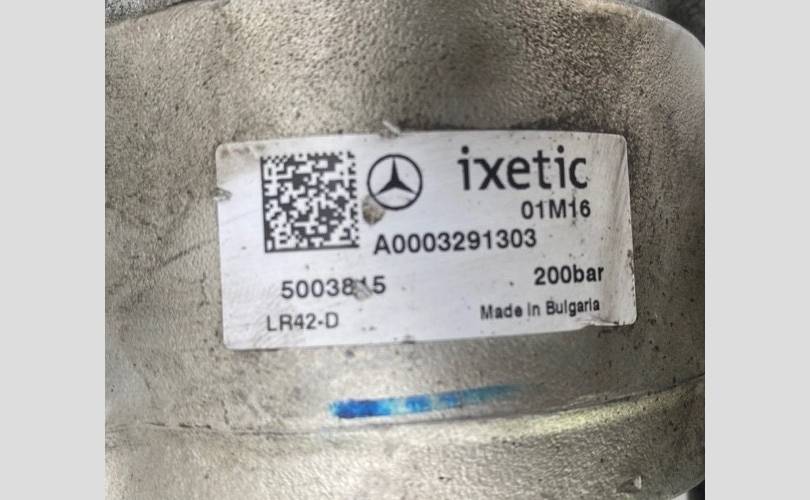 ixetic
01M16
A0003291303
200bar
LR42-D
Made in Bulgaria